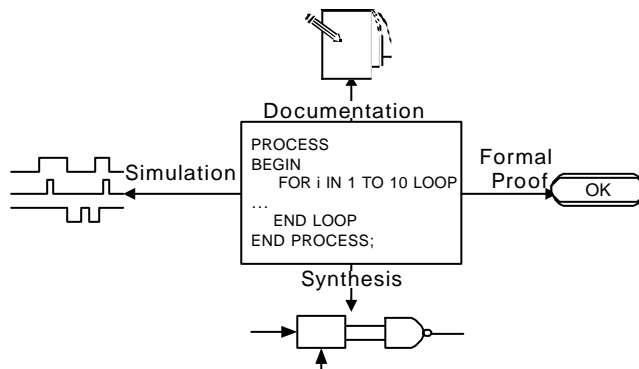 Documentation
PROCESS
BEGIN
FOR i IN 1 TO 10 LOOP
...
END LOOP
END PROCESS;
Simulation
Formal
Proof
OK
Synthesis